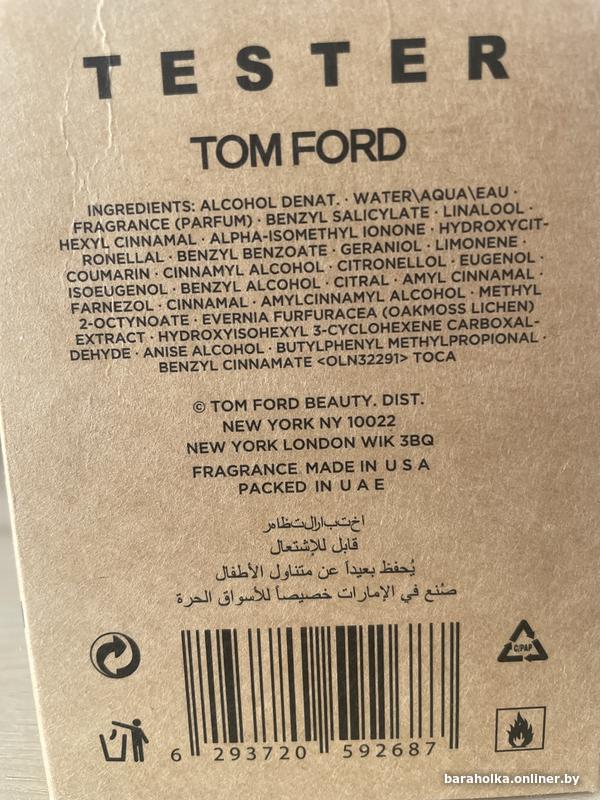 TESTER
TOM FORD
INGREDIENTS: ALCOHOL DENAT. · WATER\AQUA\EAU ·
FRAGRANCE (PARFUM) · BENZYL SALICYLATE · LINALOOL ·
HEXYL CINNAMAL · ALPHA-ISOMETHYL IONONE · HYDROXYCIT-
RONELLAL · BENZYL BENZOATE · GERANIOL · LIMONENE ·
COUMARIN · CINNAMYL ALCOHOL · CITRONELLOL · EUGENOL ·
ISOEUGENOL · BENZYL ALCOHOL · CITRAL · AMYL CINNAMAL ·
FARNEZOL · CINNAMAL · AMYLCINNAMYL ALCOHOL · METHYL
2-OCTYNOATE · EVERNIA FURFURACEA (OAKMOSS LICHEN)
EXTRACT · HYDROXYISOHEXYL 3-CYCLOHEXENE CARBOXAL-
DEHYDE · ANISE ALCOHOL · BUTYLPHENYL METHYLPROPIONAL ·
BENZYL CINNAMATE <OLN32291> TOCA
© TOM FORD BEAUTY. DIST.
NEW YORK NY 10022
NEW YORK LONDON WIK 3BQ
FRAGRANCE MADE IN U S A
PACKED IN U A E
اختبارالتظاهر
قابل للإشتعال
يُحفظ بعيداً عن متناول الأطفال
صُنع في الإمارات خصيصاً للأسواق الحرة
C/PAP
6 293720 592687
baraholka.onliner.by